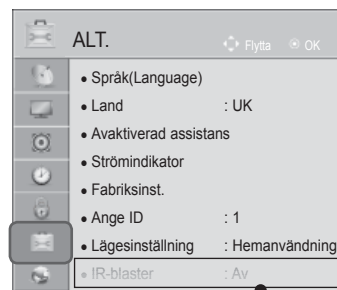 ALT.
Flytta OK
• Språk(Language)
• Land : UK
• Avaktiverad assistans
• Strömindikator
• Fabriksinst.
• Ange ID : 1
• Lägesinställning : Hemanvändning
• IR-blaster : Av